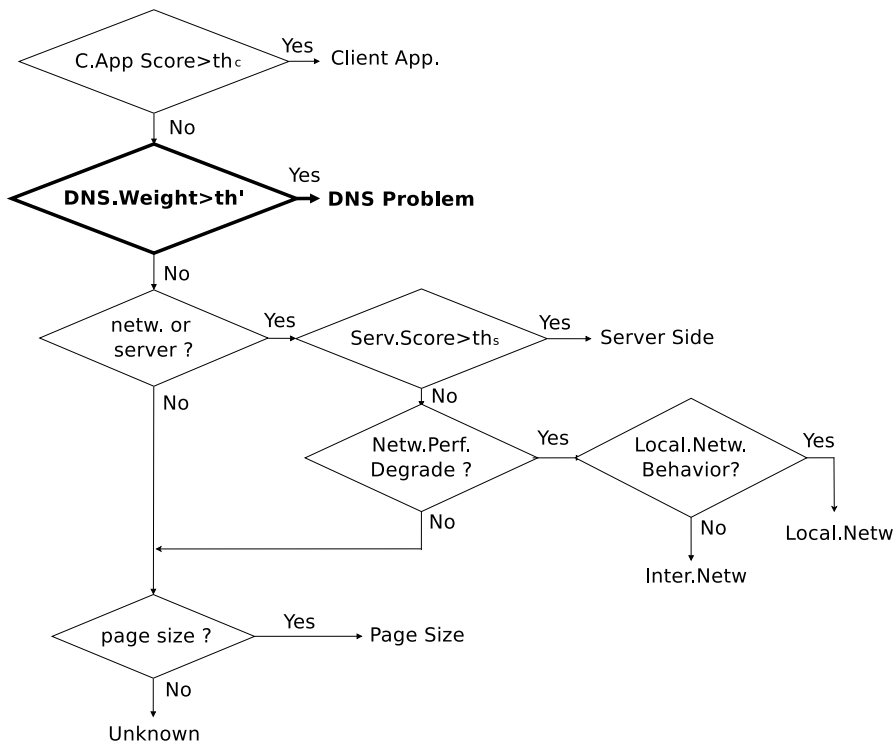 C.App Score>thc
Yes
Client App.
No
DNS.Weight>th'
Yes
DNS Problem
No
netw. or
server ?
Yes
Serv.Score>ths
Yes
Server Side
No
No
Netw.Perf.
Degrade ?
Yes
Local.Netw.
Behavior?
Yes
No
No
Local.Netw
Inter.Netw
page size ?
Yes
Page Size
No
Unknown